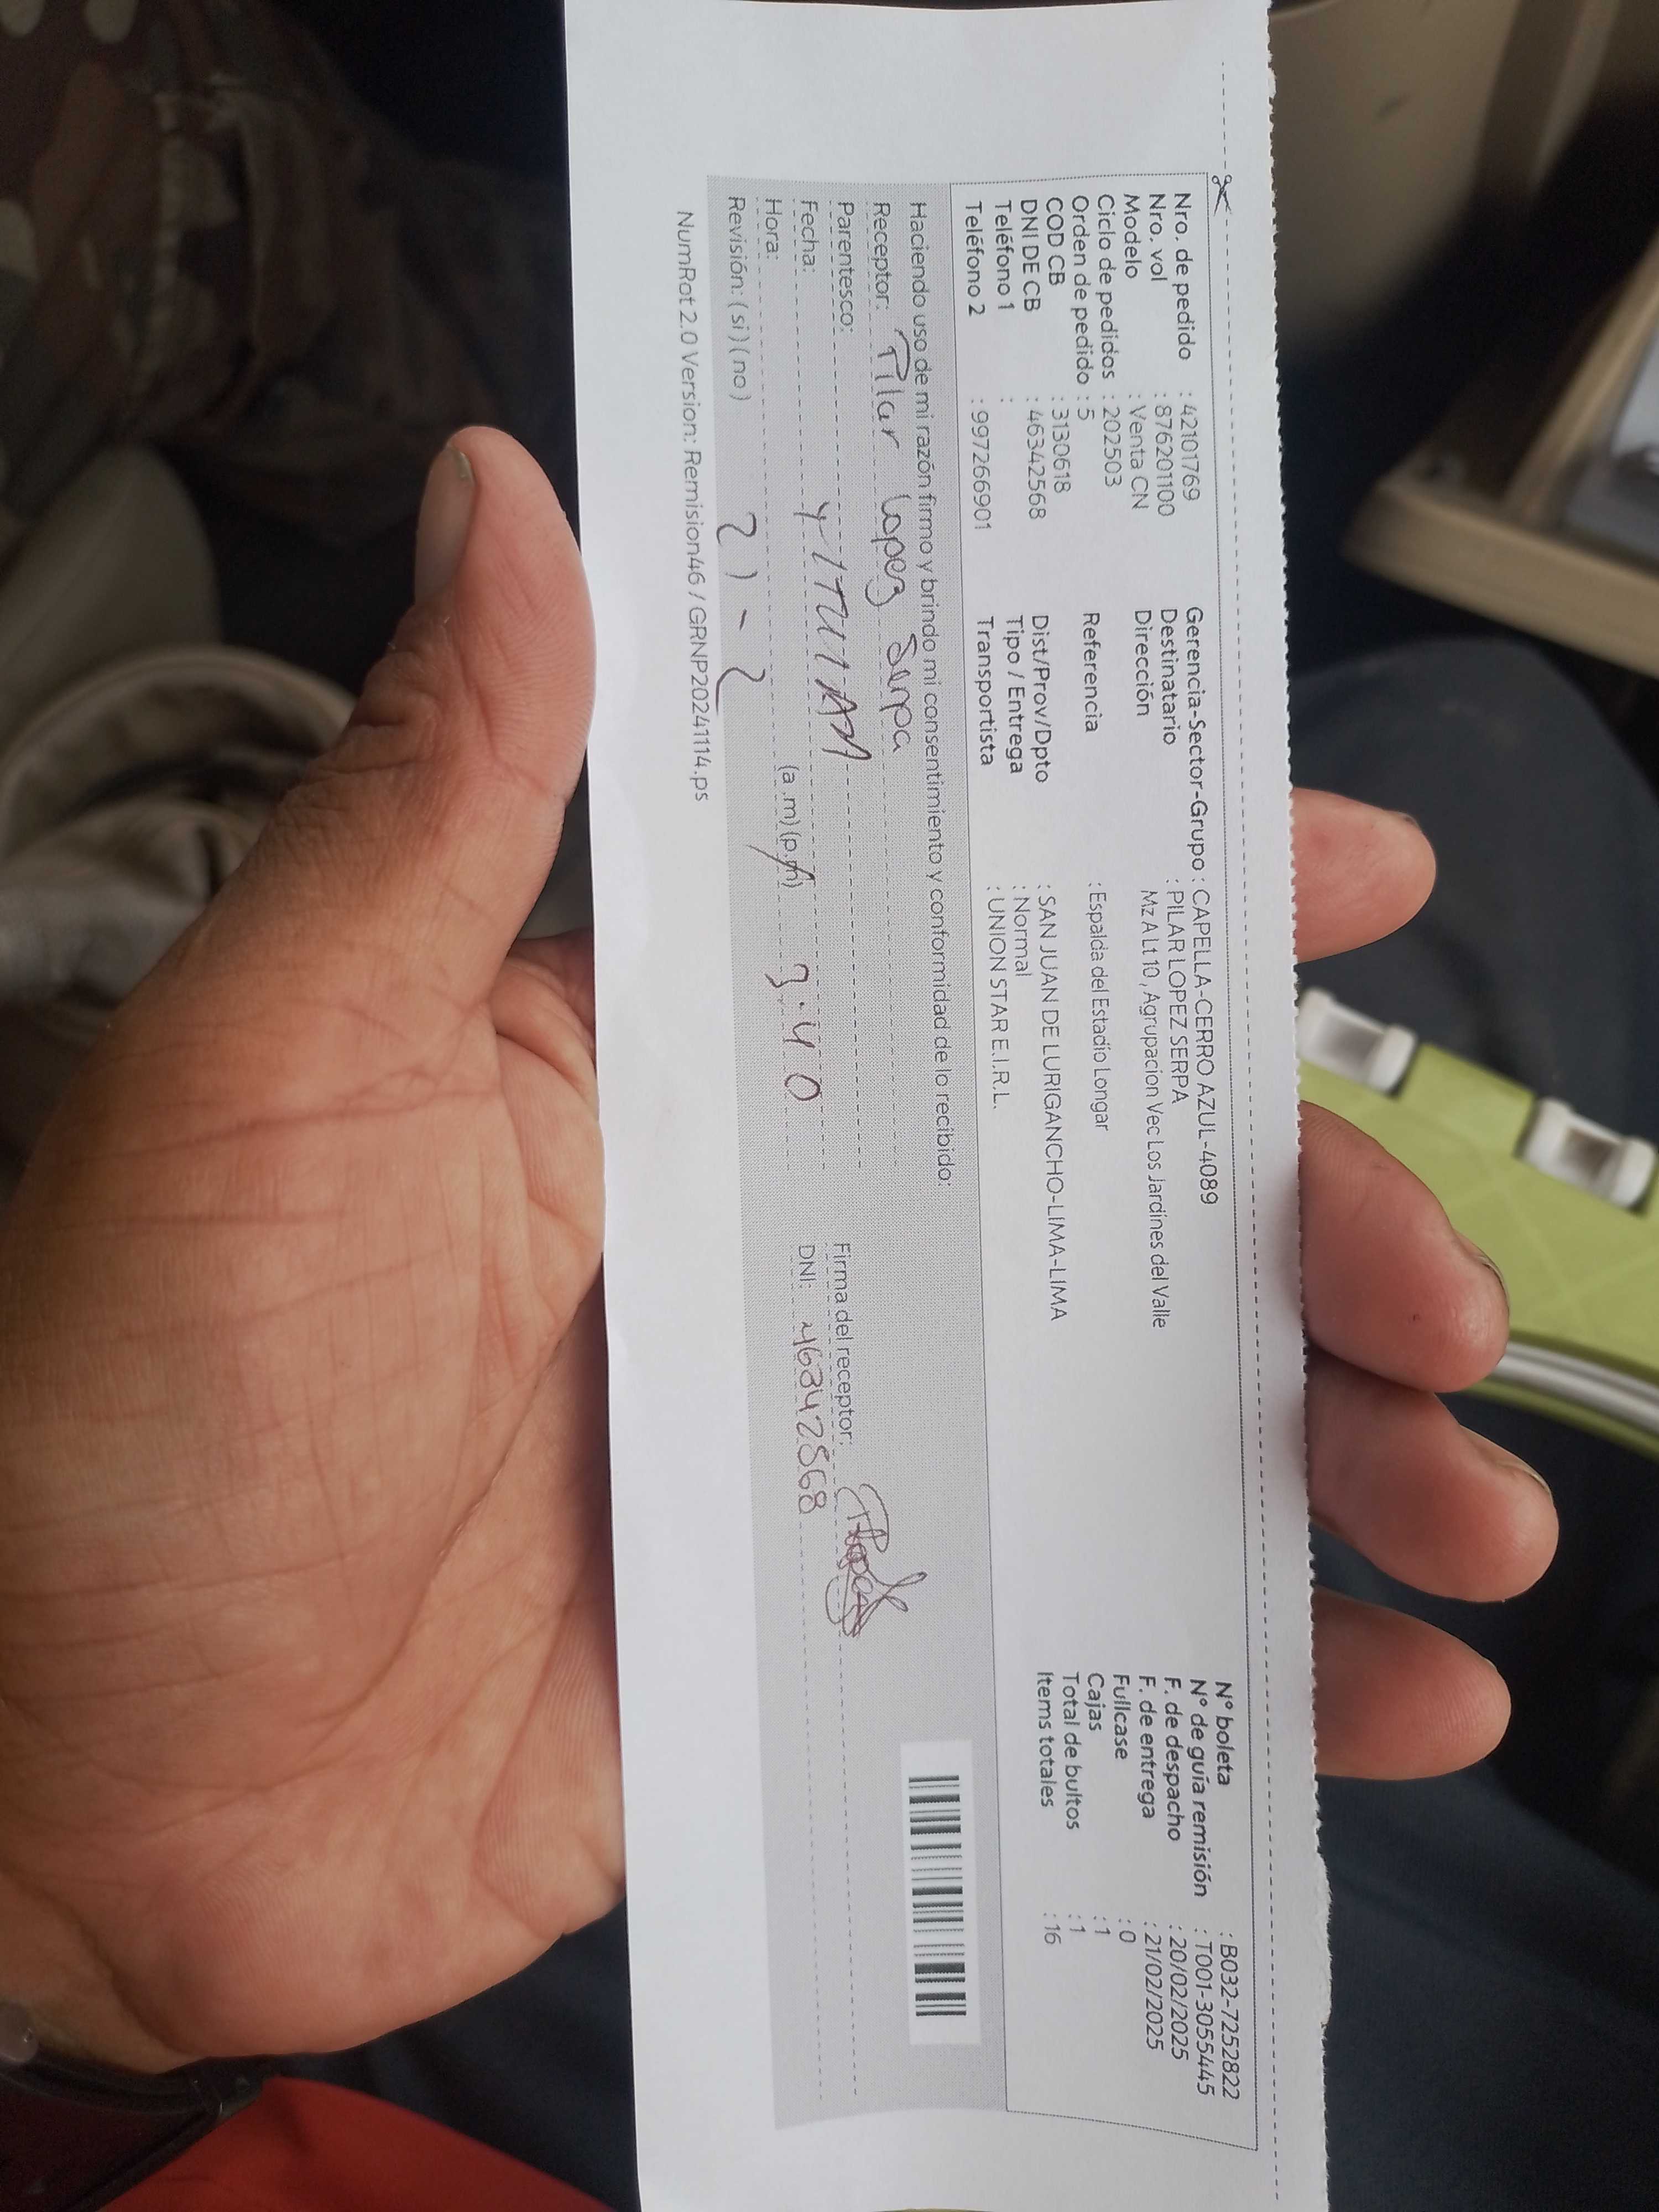 Nro. de pedido : 42101769
Nro. vol : 876201100
Modelo : Venta CN
Ciclo de pedidos : 202503
Orden de pedido : 5
COD CB : 3130618
DNI DE CB : 46342568
Teléfono 1 :
Teléfono 2 : 997266901
Gerencia-Sector-Grupo : CAPELLA-CERRO AZUL-4089
Destinatario : PILAR LOPEZ SERPA
Dirección Mz A Lt 10 , Agrupacion Vec Los Jardines del Valle
Referencia : Espalda del Estadio Longar
Dist/Prov/Dpto : SAN JUAN DE LURIGANCHO-LIMA-LIMA
Tipo / Entrega : Normal
Transportista : UNION STAR E.I.R.L.
N° boleta : B032-7252822
N° de guía remisión : T001-3055445
F. de despacho : 20/02/2025
F. de entrega : 21/02/2025
Fullcase : 0
Cajas : 1
Total de bultos : 1
Items totales : 16
Haciendo uso de mi razón firmo y brindo mi consentimiento y conformidad de lo recibido:
Receptor: Pilar Lopez Serpa
Parentesco:
Fecha:
Hora: (a.m) (p.m) 3:40
Revisión: (si) (no) 21-2
Firma del receptor:
DNI: 46342568
NumRot 2.0 Version: Remision46 / GRNP20241114.ps